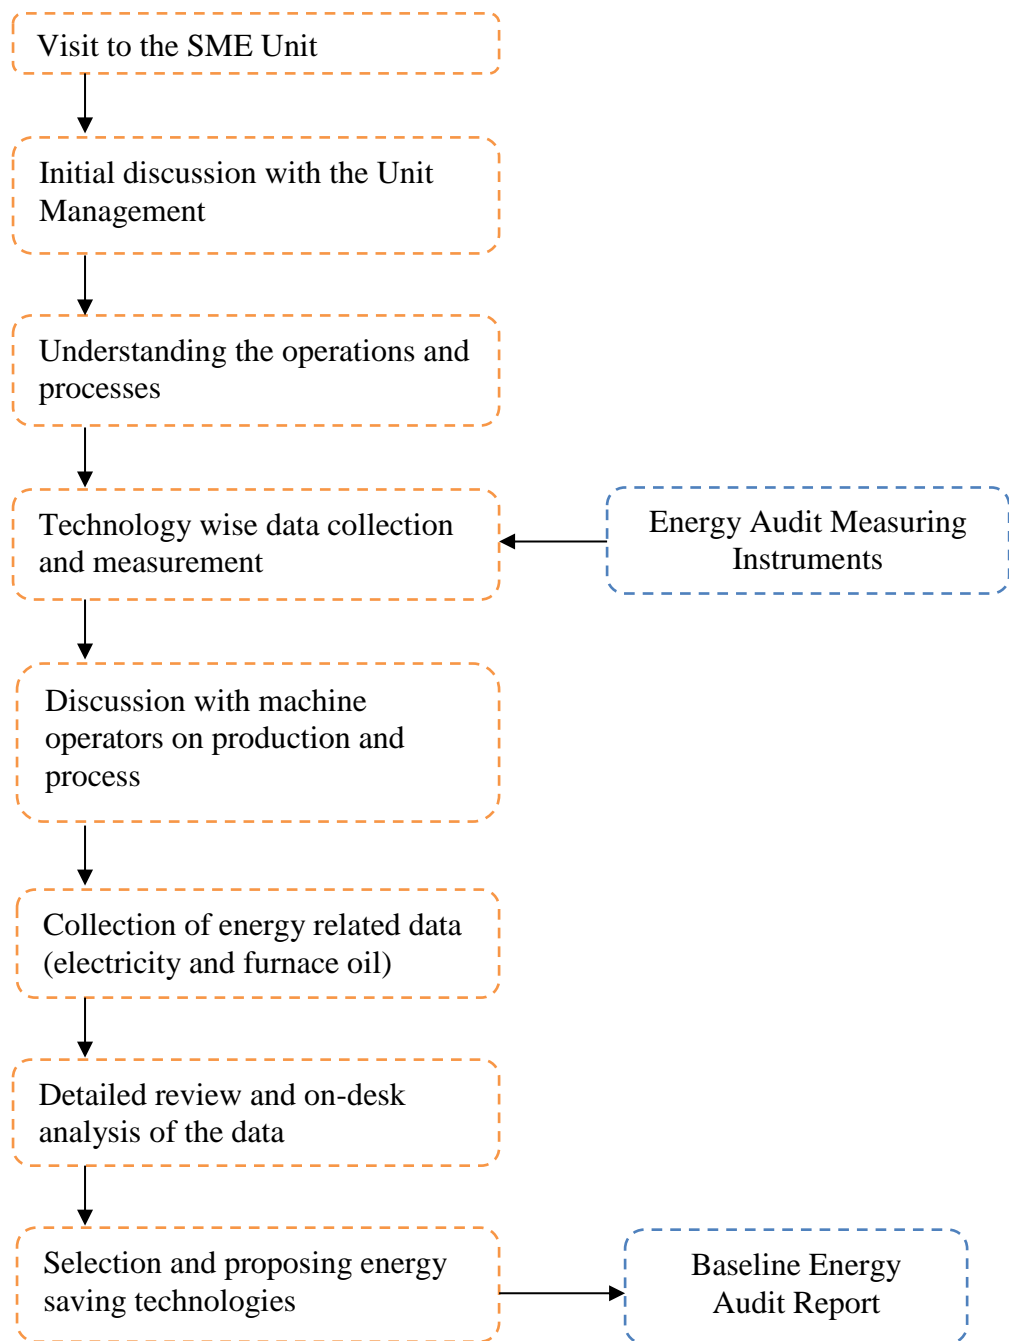 Visit to the SME Unit
Initial discussion with the Unit
Management
Understanding the operations and
processes
Technology wise data collection
and measurement
Energy Audit Measuring
Instruments
Discussion with machine
operators on production and
process
Collection of energy related data
(electricity and furnace oil)
Detailed review and on-desk
analysis of the data
Selection and proposing energy
saving technologies
Baseline Energy
Audit Report